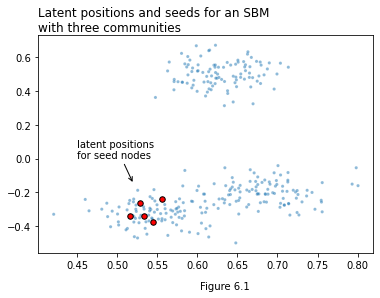 Latent positions and seeds for an SBM
with three communities
0.6
0.4
0.2
0.0
−0.2
−0.4
latent positions
for seed nodes
0.45 0.50 0.55 0.60 0.65 0.70 0.75 0.80
Figure 6.1